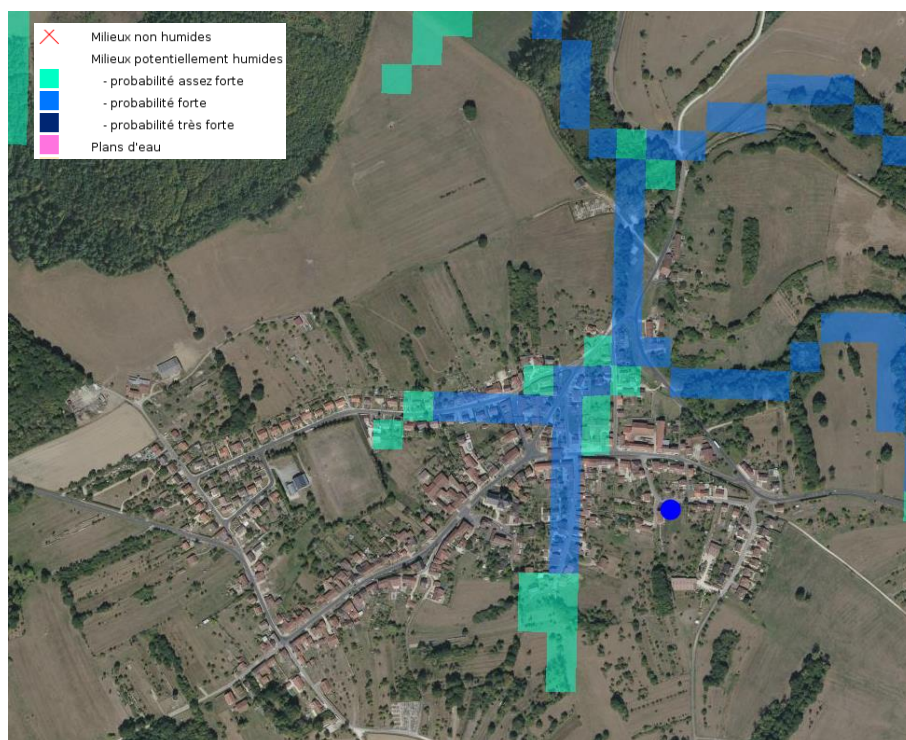 Milieux non humides
Milieux potentiellement humides
- probabilité assez forte
- probabilité forte
- probabilité très forte
Plans d'eau